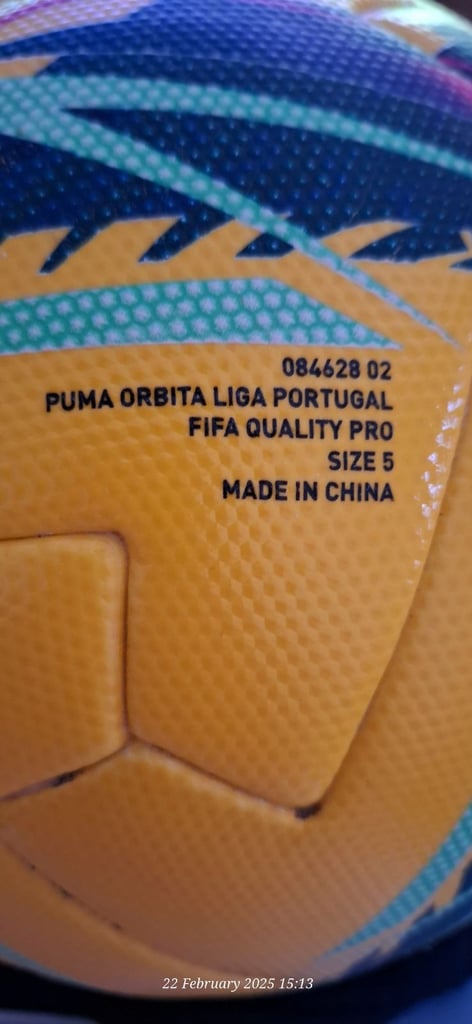 084628 02
PUMA ORBITA LIGA PORTUGAL
FIFA QUALITY PRO
SIZE 5
MADE IN CHINA
22 February 2025 15:13